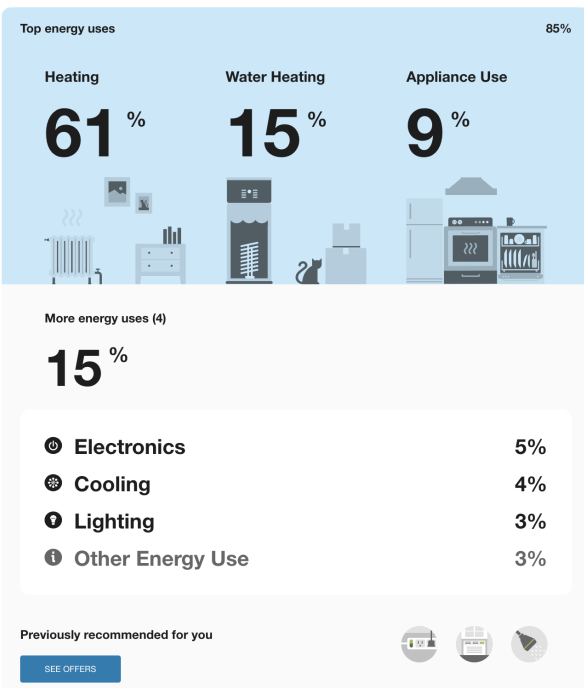 Top energy uses 85%
Heating Water Heating Appliance Use
61% 15% 9%
More energy uses (4)
15%
Electronics 5%
Cooling 4%
Lighting 3%
Other Energy Use 3%
Previously recommended for you
SEE OFFERS